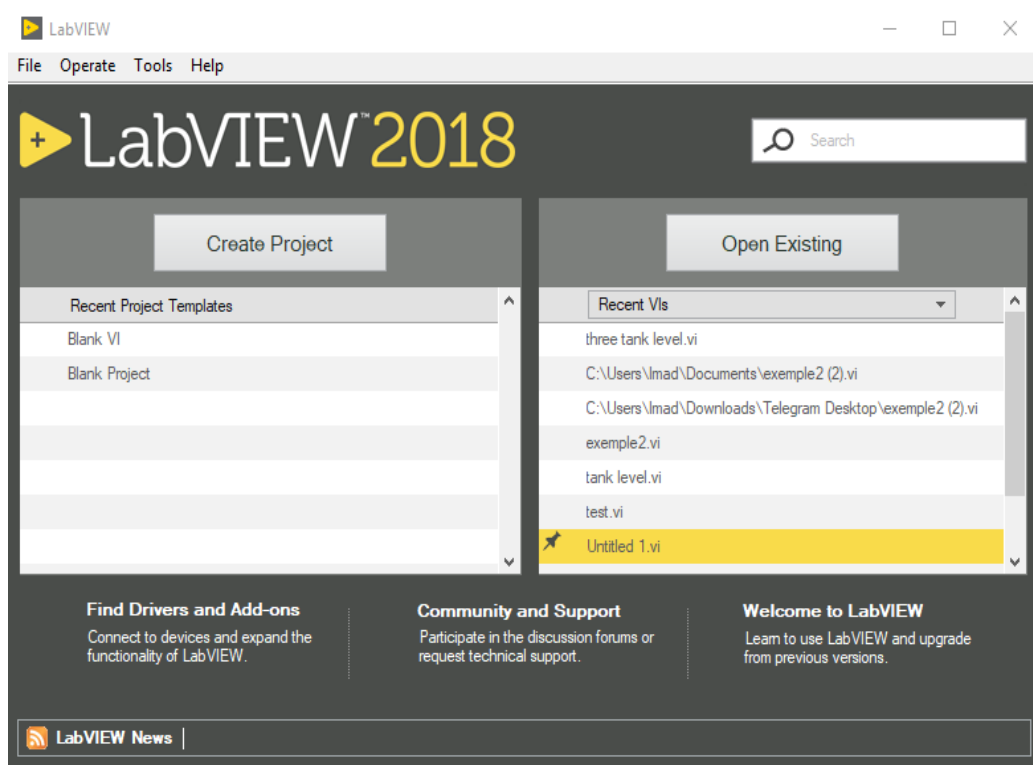 LabVIEW
File Operate Tools Help
LabVIEW™ 2018
Search
Create Project
Recent Project Templates
Blank VI
Blank Project
Open Existing
Recent VIs
three tank level.vi
C:\Users\Imad\Documents\exemple2 (2).vi
C:\Users\Imad\Downloads\Telegram Desktop\exemple2 (2).vi
exemple2.vi
tank level.vi
test.vi
Untitled 1.vi
Find Drivers and Add-ons
Connect to devices and expand the
functionality of LabVIEW.
Community and Support
Participate in the discussion forums or
request technical support.
Welcome to LabVIEW
Learn to use LabVIEW and upgrade
from previous versions.
LabVIEW News